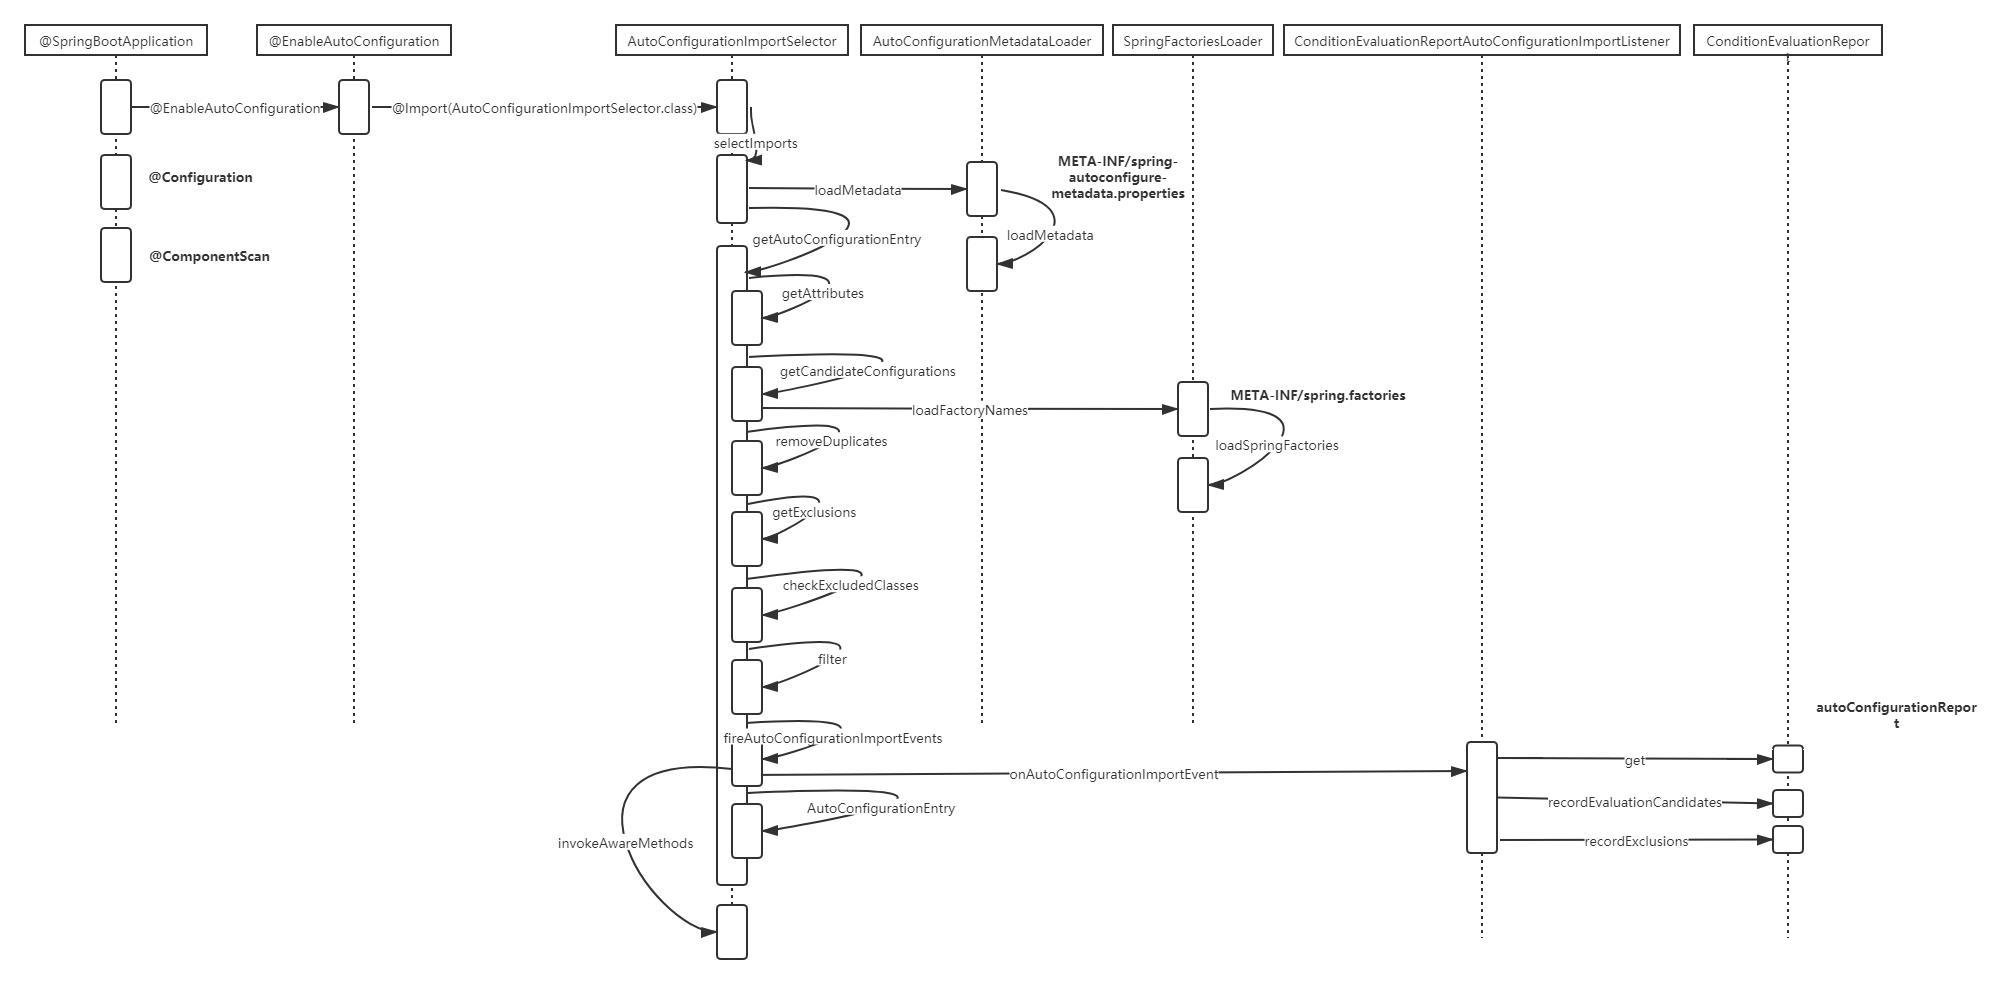 @SpringBootApplication
@EnableAutoConfiguration
AutoConfigurationImportSelector
AutoConfigurationMetadataLoader
SpringFactoriesLoader
ConditionEvaluationReportAutoConfigurationImportListener
ConditionEvaluationRepor
@EnableAutoConfiguration
@Import(AutoConfigurationImportSelector.class)
selectImports
@Configuration
META-INF/spring-
autoconfigure-
metadata.properties
loadMetadata
loadMetadata
getAutoConfigurationEntry
@ComponentScan
getAttributes
getCandidateConfigurations
META-INF/spring.factories
loadFactoryNames
removeDuplicates
loadSpringFactories
getExclusions
checkExcludedClasses
filter
autoConfigurationRepor
t
fireAutoConfigurationImportEvents
get
onAutoConfigurationImportEvent
recordEvaluationCandidates
AutoConfigurationEntry
recordExclusions
invokeAwareMethods